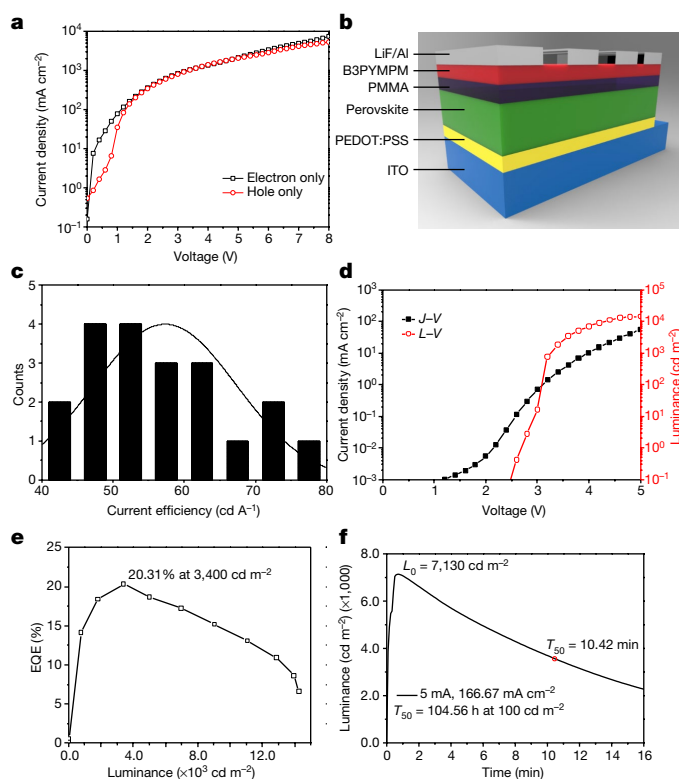 a
Current density (mA cm⁻²)
10⁴
10³
10²
10¹
10⁰
10⁻¹
0 1 2 3 4 5 6 7 8
Voltage (V)
Electron only
Hole only
b
LiF/Al
B3PYMPM
PMMA
Perovskite
PEDOT:PSS
ITO
c
Counts
5
4
3
2
1
0
40 50 60 70 80
Current efficiency (cd A⁻¹)
d
Current density (mA cm⁻²)
10³
10²
10¹
10⁰
10⁻¹
10⁻²
10⁻³
0 1 2 3 4 5
Voltage (V)
J–V
L–V
10⁵
10⁴
10³
10²
10¹
10⁰
10⁻¹
Luminance (cd m⁻²)
e
EQE (%)
25
20
15
10
5
0
0.0 4.0 8.0 12.0
Luminance (×10³ cd m⁻²)
20.31% at 3,400 cd m⁻²
f
Luminance (cd m⁻²) (×1,000)
8.0
6.0
4.0
2.0
0 2 4 6 8 10 12 14 16
Time (min)
L₀ = 7,130 cd m⁻²
T₅₀ = 10.42 min
5 mA, 166.67 mA cm⁻²
T₅₀ = 104.56 h at 100 cd m⁻²